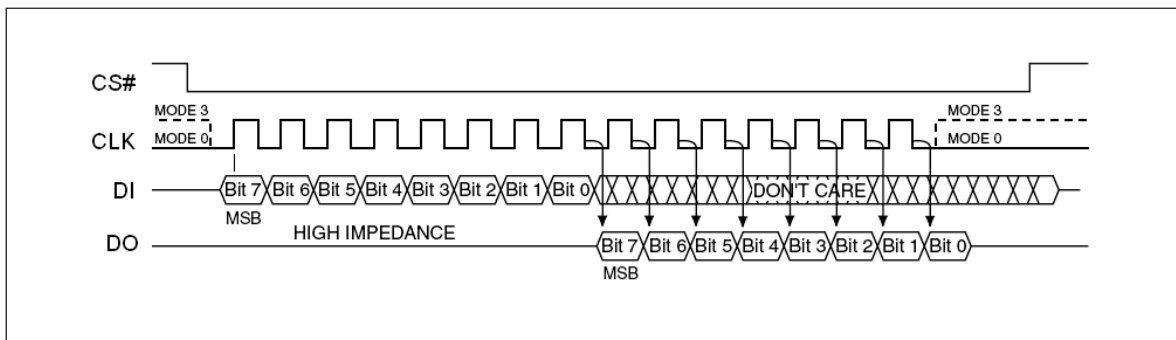 CS#
MODE 3 MODE 3
CLK MODE 0 MODE 0
DI Bit 7 Bit 6 Bit 5 Bit 4 Bit 3 Bit 2 Bit 1 Bit 0 DON'T CARE
MSB
DO HIGH IMPEDANCE Bit 7 Bit 6 Bit 5 Bit 4 Bit 3 Bit 2 Bit 1 Bit 0
MSB